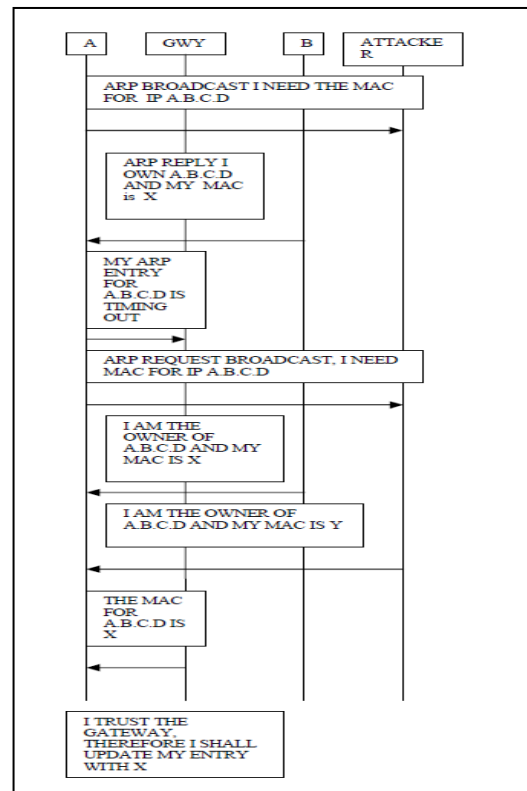 A
GWY
B
ATTACKE
R
ARP BROADCAST I NEED THE MAC
FOR IP A.B.C.D
ARP REPLY I
OWN A.B.C.D
AND MY MAC
is X
MY ARP
ENTRY
FOR
A.B.C.D IS
TIMING
OUT
ARP REQUEST BROADCAST, I NEED
MAC FOR IP A.B.C.D
I AM THE
OWNER OF
A.B.C.D AND MY
MAC IS X
I AM THE OWNER OF
A.B.C.D AND MY MAC IS Y
THE MAC
FOR
A.B.C.D IS
X
I TRUST THE
GATEWAY,
THEREFORE I SHALL
UPDATE MY ENTRY
WITH X